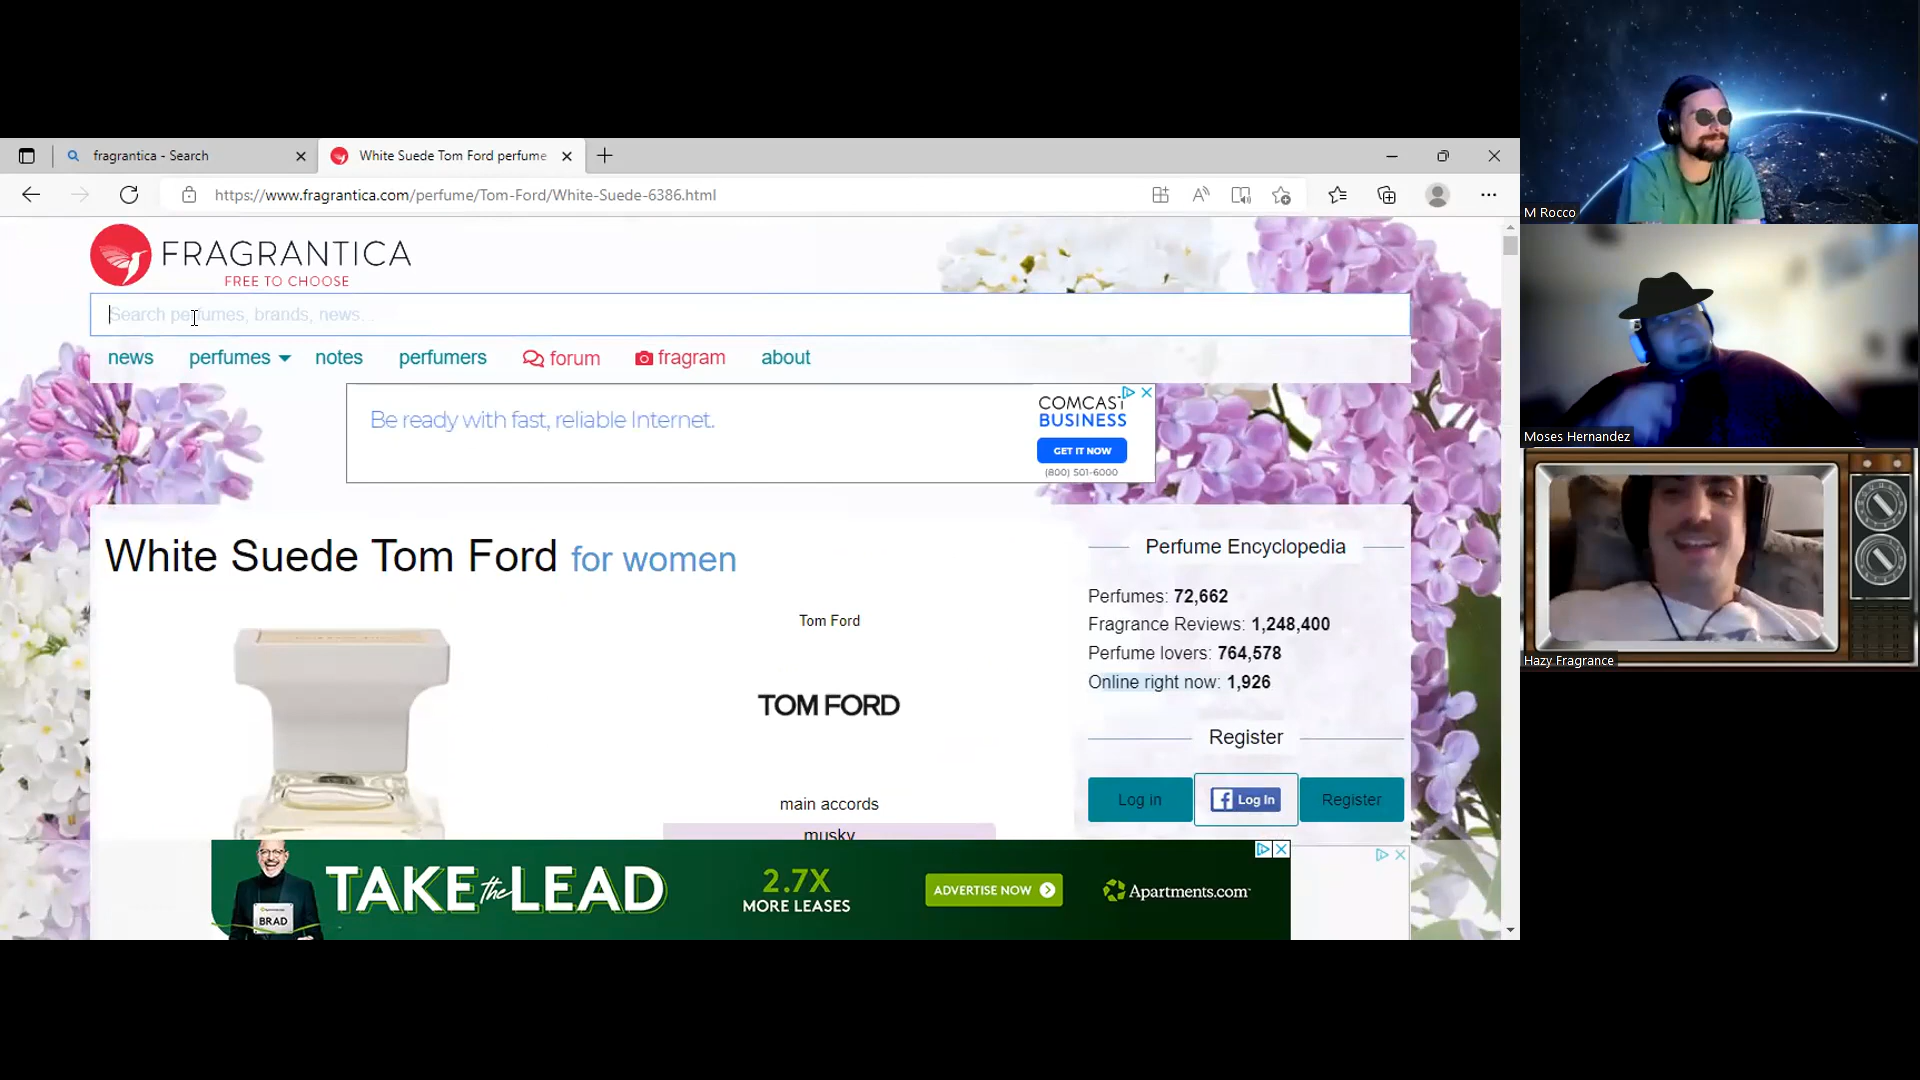 fragrantica - Search
White Suede Tom Ford perfume
https://www.fragrantica.com/perfume/Tom-Ford/White-Suede-6386.html
FRAGRANTICA
FREE TO CHOOSE
Search perfumes, brands, news...
news perfumes notes perfumers forum fragram about
Be ready with fast, reliable Internet.
COMCAST
BUSINESS
GET IT NOW
(800) 501-6000
White Suede Tom Ford for women
Tom Ford
TOM FORD
main accords
musky
Perfume Encyclopedia
Perfumes: 72,662
Fragrance Reviews: 1,248,400
Perfume lovers: 764,578
Online right now: 1,926
Register
Log in
Log In
Register
BRAD
TAKE the LEAD
2.7X
MORE LEASES
ADVERTISE NOW
Apartments.com
M Rocco
Moses Hernandez
Hazy Fragrance